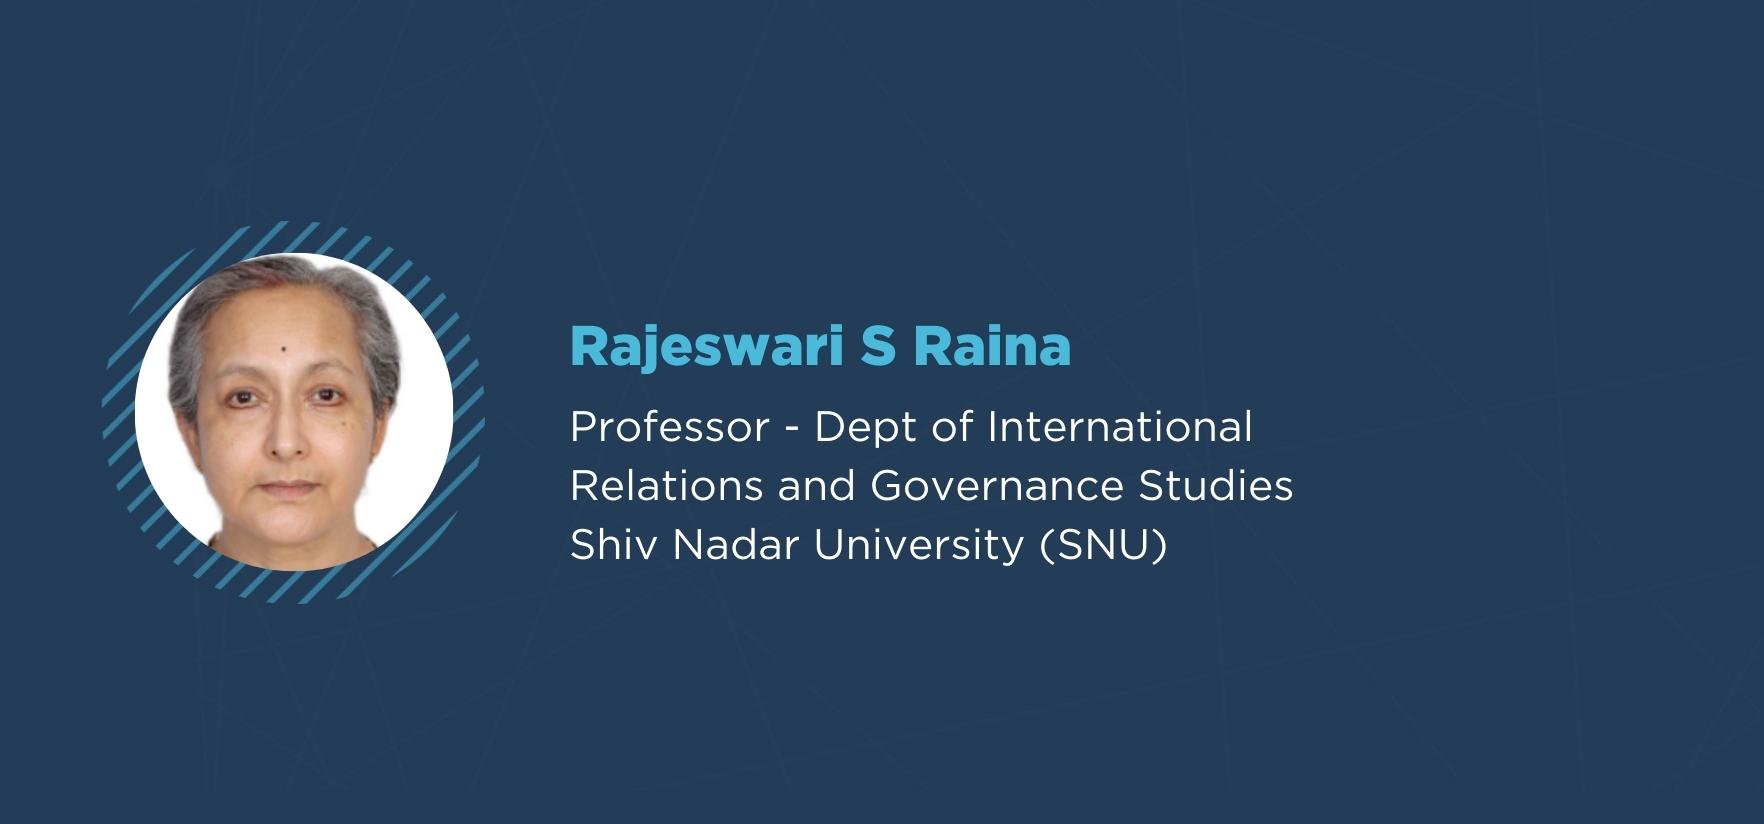 Rajeswari S Raina
Professor - Dept of International
Relations and Governance Studies
Shiv Nadar University (SNU)